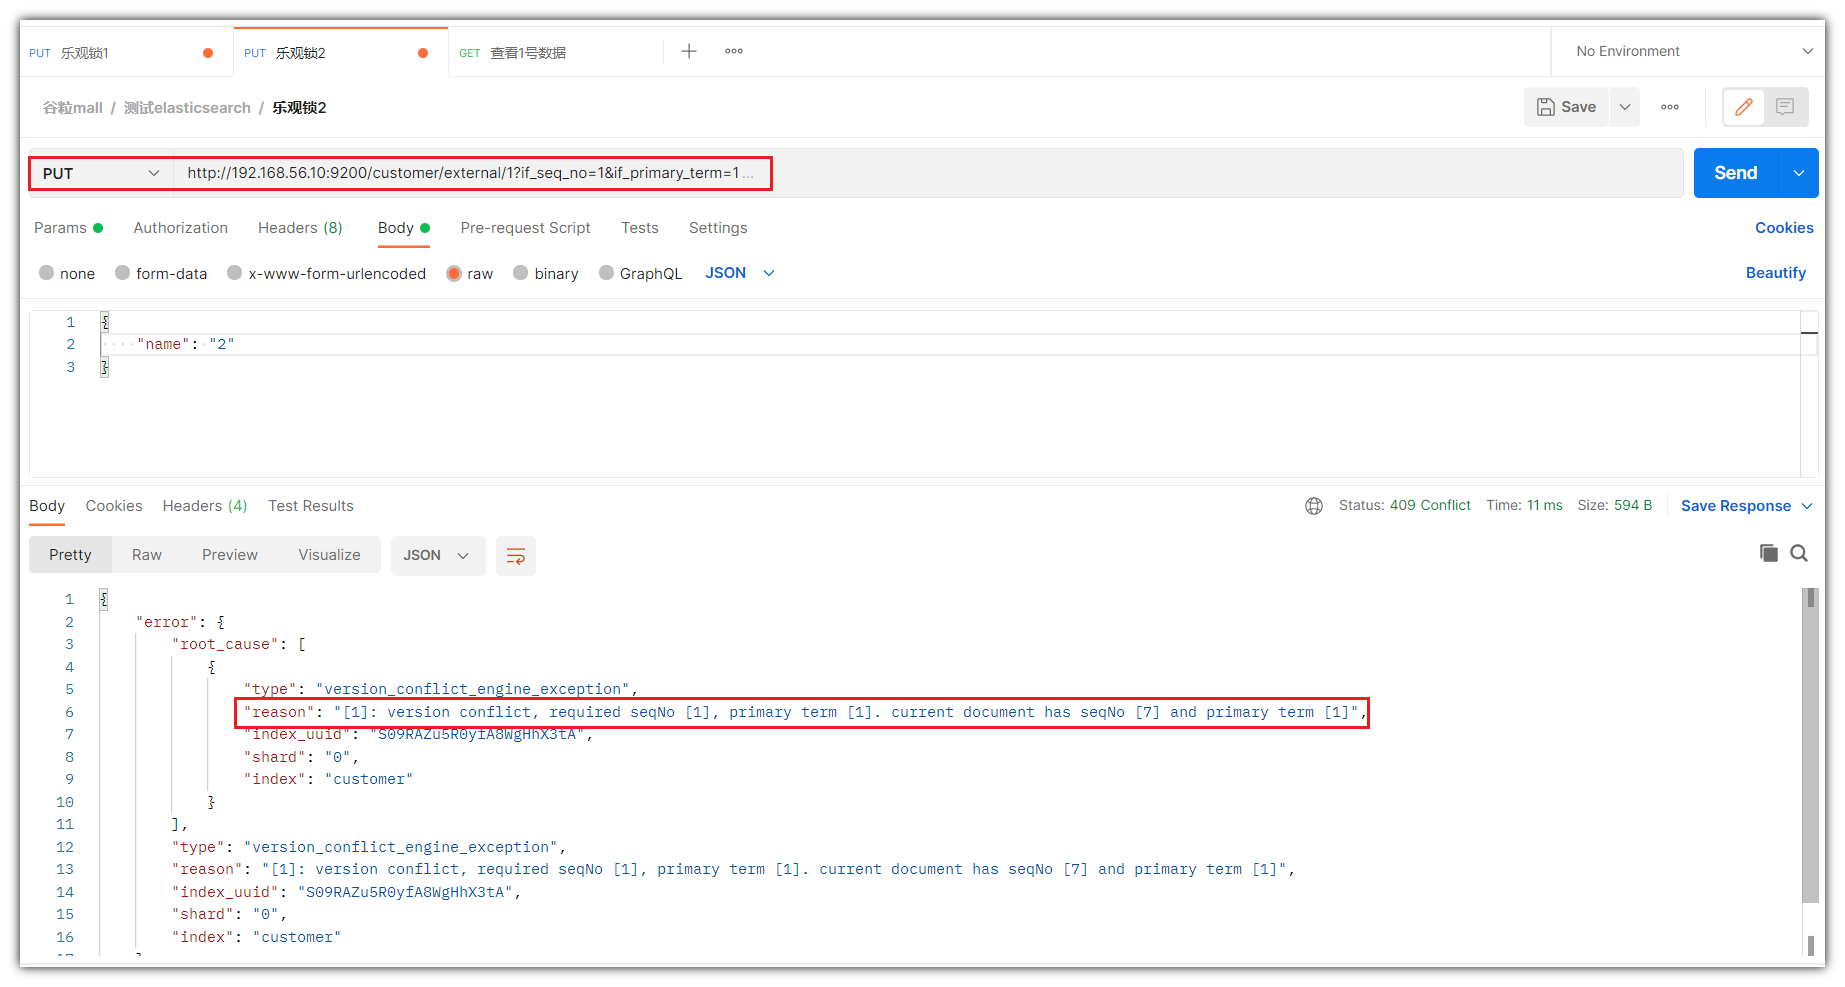 PUT 乐观锁1
PUT 乐观锁2
GET 查看1号数据
No Environment
谷粒mall / 测试elasticsearch / 乐观锁2
Save
PUT http://192.168.56.10:9200/customer/external/1?if_seq_no=1&if_primary_term=1...
Send
Params Authorization Headers (8) Body Pre-request Script Tests Settings Cookies
none form-data x-www-form-urlencoded raw binary GraphQL JSON Beautify
1 {
2 "name": "2"
3 }
Body Cookies Headers (4) Test Results Status: 409 Conflict Time: 11 ms Size: 594 B Save Response
Pretty Raw Preview Visualize JSON
1 {
2 "error": {
3 "root_cause": [
4 {
5 "type": "version_conflict_engine_exception",
6 "reason": "[1]: version conflict, required seqNo [1], primary term [1]. current document has seqNo [7] and primary term [1]",
7 "index_uuid": "S09RAZu5R0yfA8WgHhX3tA",
8 "shard": "0",
9 "index": "customer"
10 }
11 ],
12 "type": "version_conflict_engine_exception",
13 "reason": "[1]: version conflict, required seqNo [1], primary term [1]. current document has seqNo [7] and primary term [1]",
14 "index_uuid": "S09RAZu5R0yfA8WgHhX3tA",
15 "shard": "0",
16 "index": "customer"